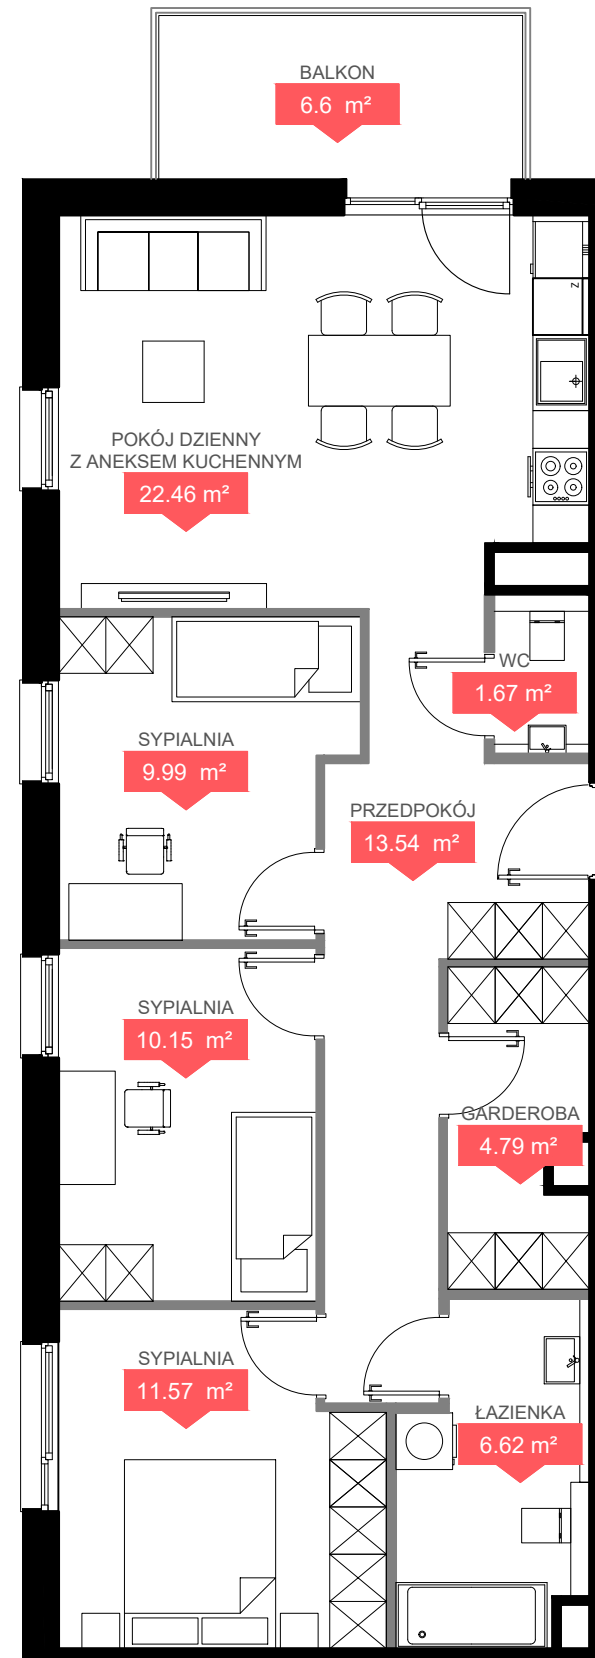 BALKON
6.6 m²
Z
POKÓJ DZIENNY
Z ANEKSEM KUCHENNYM
22.46 m²
WC
1.67 m²
SYPIALNIA
9.99 m²
PRZEDPOKÓJ
13.54 m²
SYPIALNIA
10.15 m²
GARDEROBA
4.79 m²
SYPIALNIA
11.57 m²
ŁAZIENKA
6.62 m²